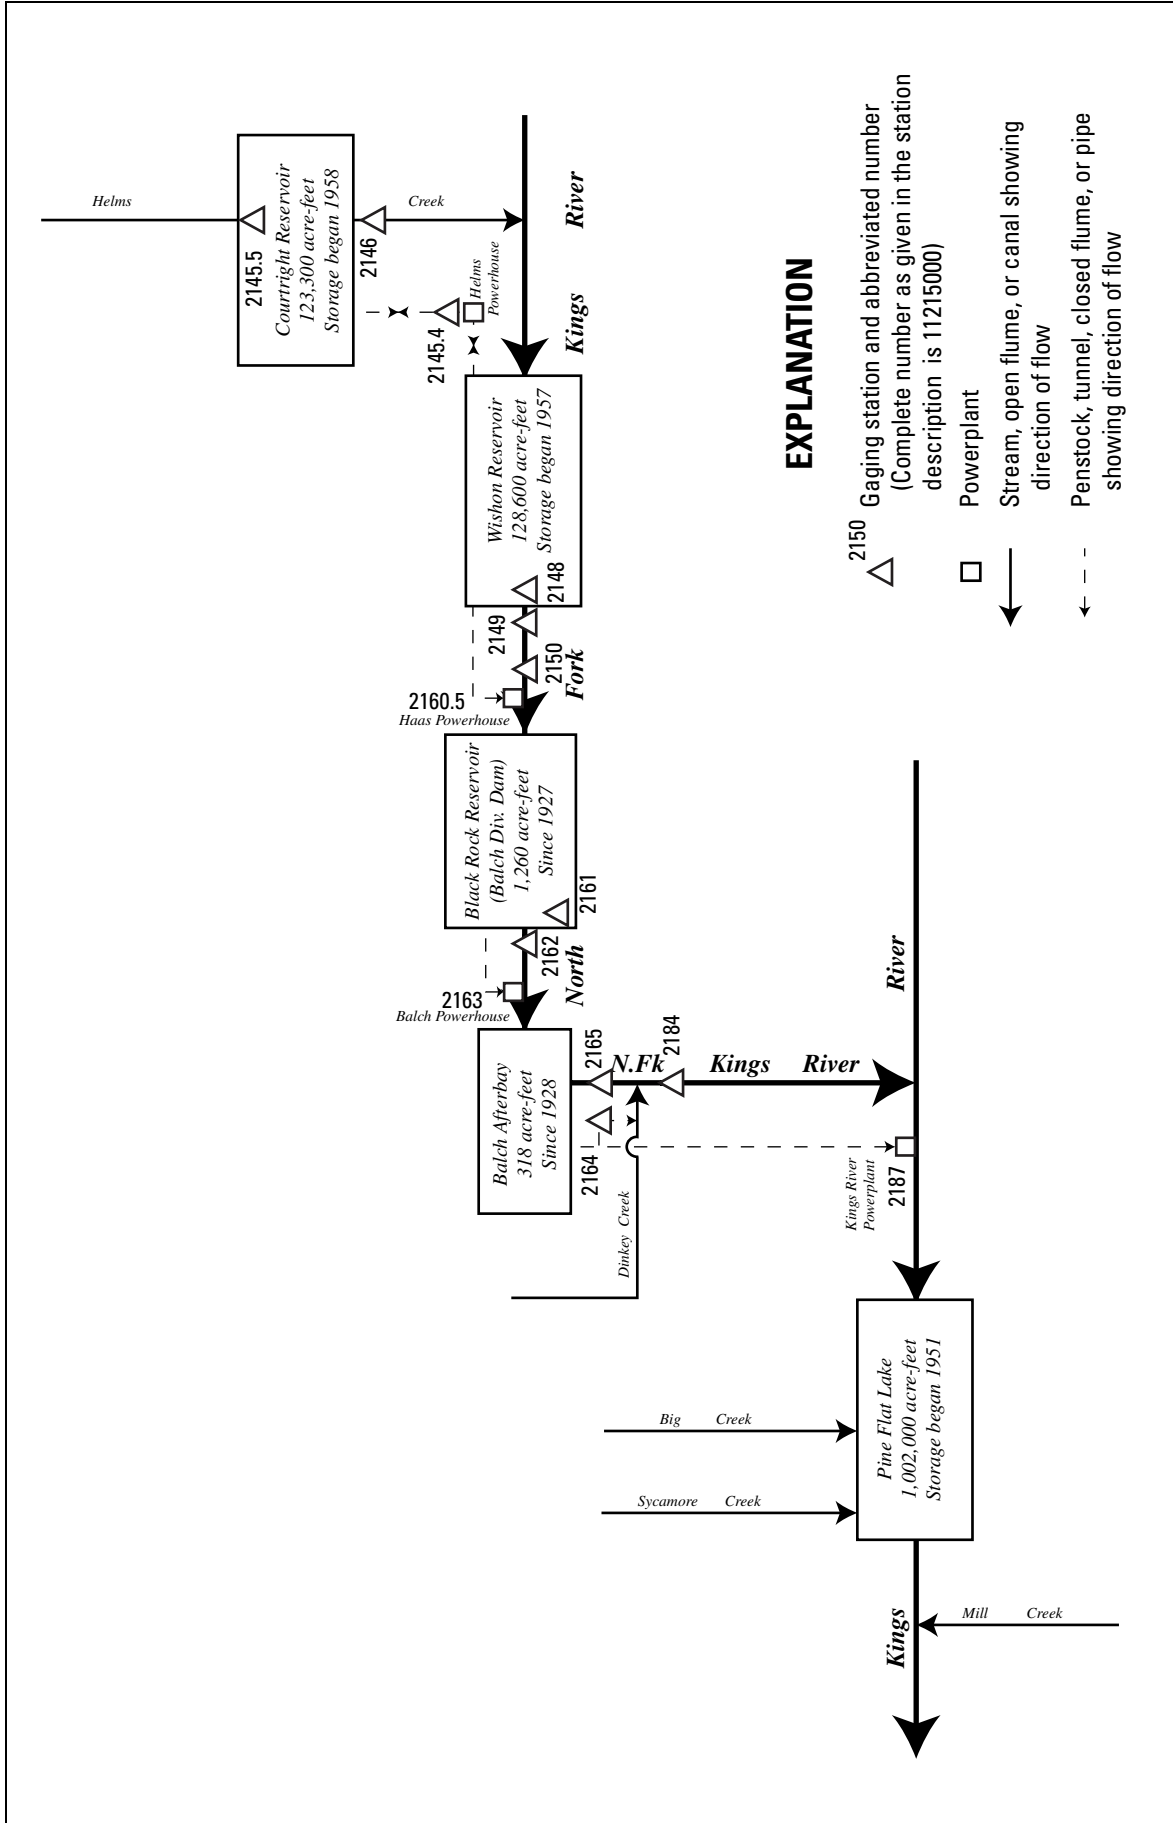 Helms
2145.5
Courtright Reservoir
123,300 acre-feet
Storage began 1958
2146
Creek
2145.4
Helms
Powerhouse
Kings
River
Wishon Reservoir
128,600 acre-feet
Storage began 1957
2148
2149
2150
Fork
2160.5
Haas Powerhouse
Black Rock Reservoir
(Balch Div. Dam)
1,260 acre-feet
Since 1927
2161
2162
North
2163
Balch Powerhouse
Balch Afterbay
318 acre-feet
Since 1928
2165
2164
N.Fk
2184
Kings
River
Dinkey Creek
Kings River
Powerplant
2187
River
Pine Flat Lake
1,002,000 acre-feet
Storage began 1951
Big Creek
Sycamore Creek
Kings
Mill Creek
EXPLANATION
2150
Gaging station and abbreviated number
(Complete number as given in the station
description is 11215000)
Powerplant
Stream, open flume, or canal showing
direction of flow
Penstock, tunnel, closed flume, or pipe
showing direction of flow